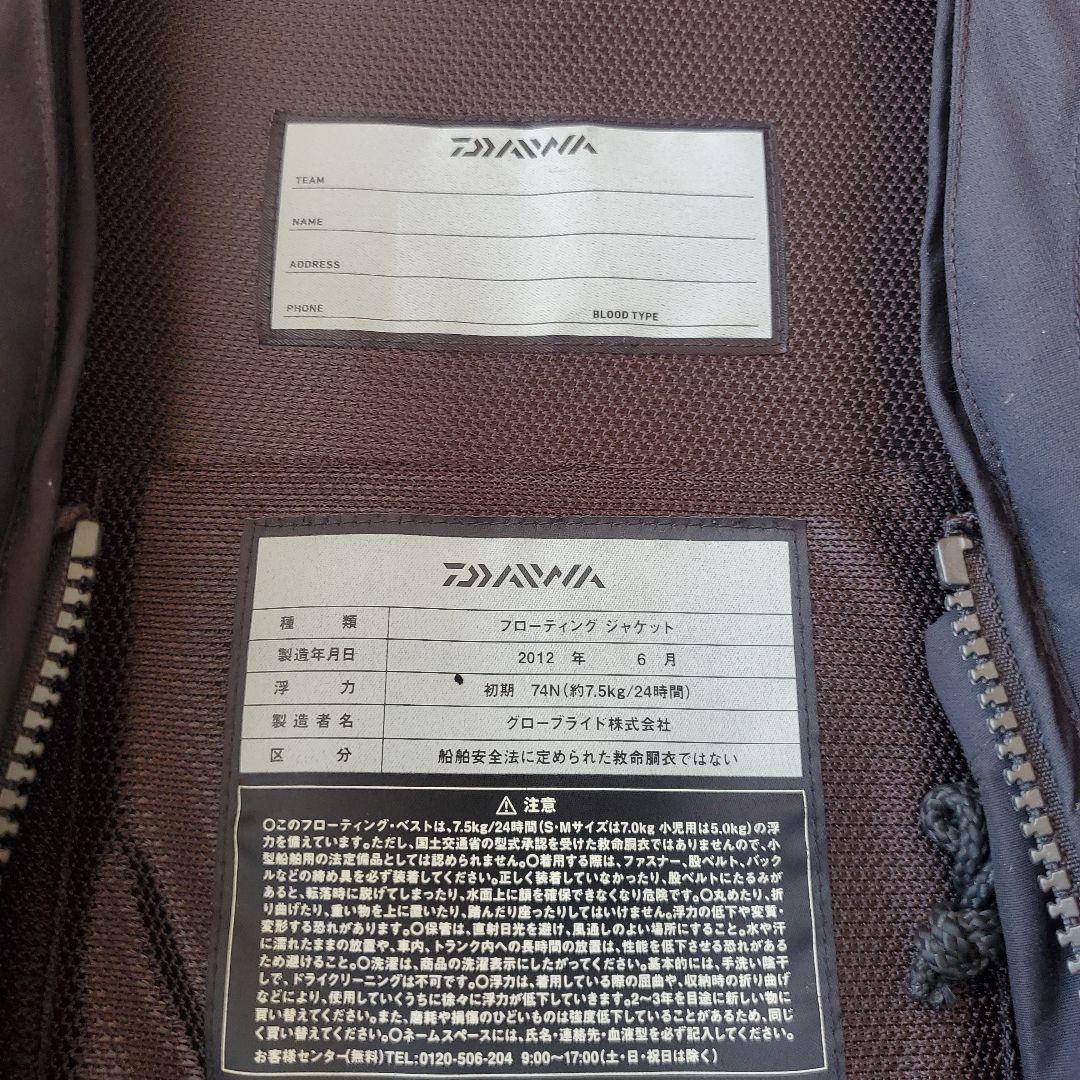 DAIWA
TEAM
NAME
ADDRESS
PHONE BLOOD TYPE
DAIWA
種類 フローティング ジャケット
製造年月日 2012 年 6 月
浮力 初期 74N(約7.5kg/24時間)
製造者名 グローブライド株式会社
区分 船舶安全法に定められた救命胴衣ではない
⚠ 注意
○このフローティング・ベストは、7.5kg/24時間(S・Mサイズは7.0kg 小児用は5.0kg)の浮
力を備えています。ただし、国土交通省の型式承認を受けた救命胴衣ではありませんので、小
型船舶用の法定備品としては認められません。○着用する際は、ファスナー、股ベルト、バック
ルなどの締め具を必ず装着してください。正しく装着していなかったり、股ベルトにたるみが
あると、転落時に脱げてしまったり、水面上に顔を確保できなくなり危険です。○丸めたり、折
り曲げたり、重い物を上に置いたり、踏んだり座ったりしてはいけません。浮力の低下や変質・
変形する恐れがあります。○保管は、直射日光を避け、風通しのよい場所にすること。水や汗
に濡れたままの放置や、車内、トランク内への長時間の放置は、性能を低下させる恐れがある
ため避けること。○洗濯は、商品の洗濯表示にしたがってください。基本的には、手洗い陰干
しで、ドライクリーニングは不可です。○浮力は、着用している際の屈曲や、収納時の折り曲げ
などにより、使用していくうちに徐々に浮力が低下していきます。2～3年を目途に新しい物に
買い替えてください。また、磨耗や損傷のひどいものは強度低下していることがあるため、同じ
く買い替えてください。○ネームスペースには、氏名・連絡先・血液型を必ず記入してください。
お客様センター(無料)TEL:0120-506-204 9:00～17:00(土・日・祝日は除く)